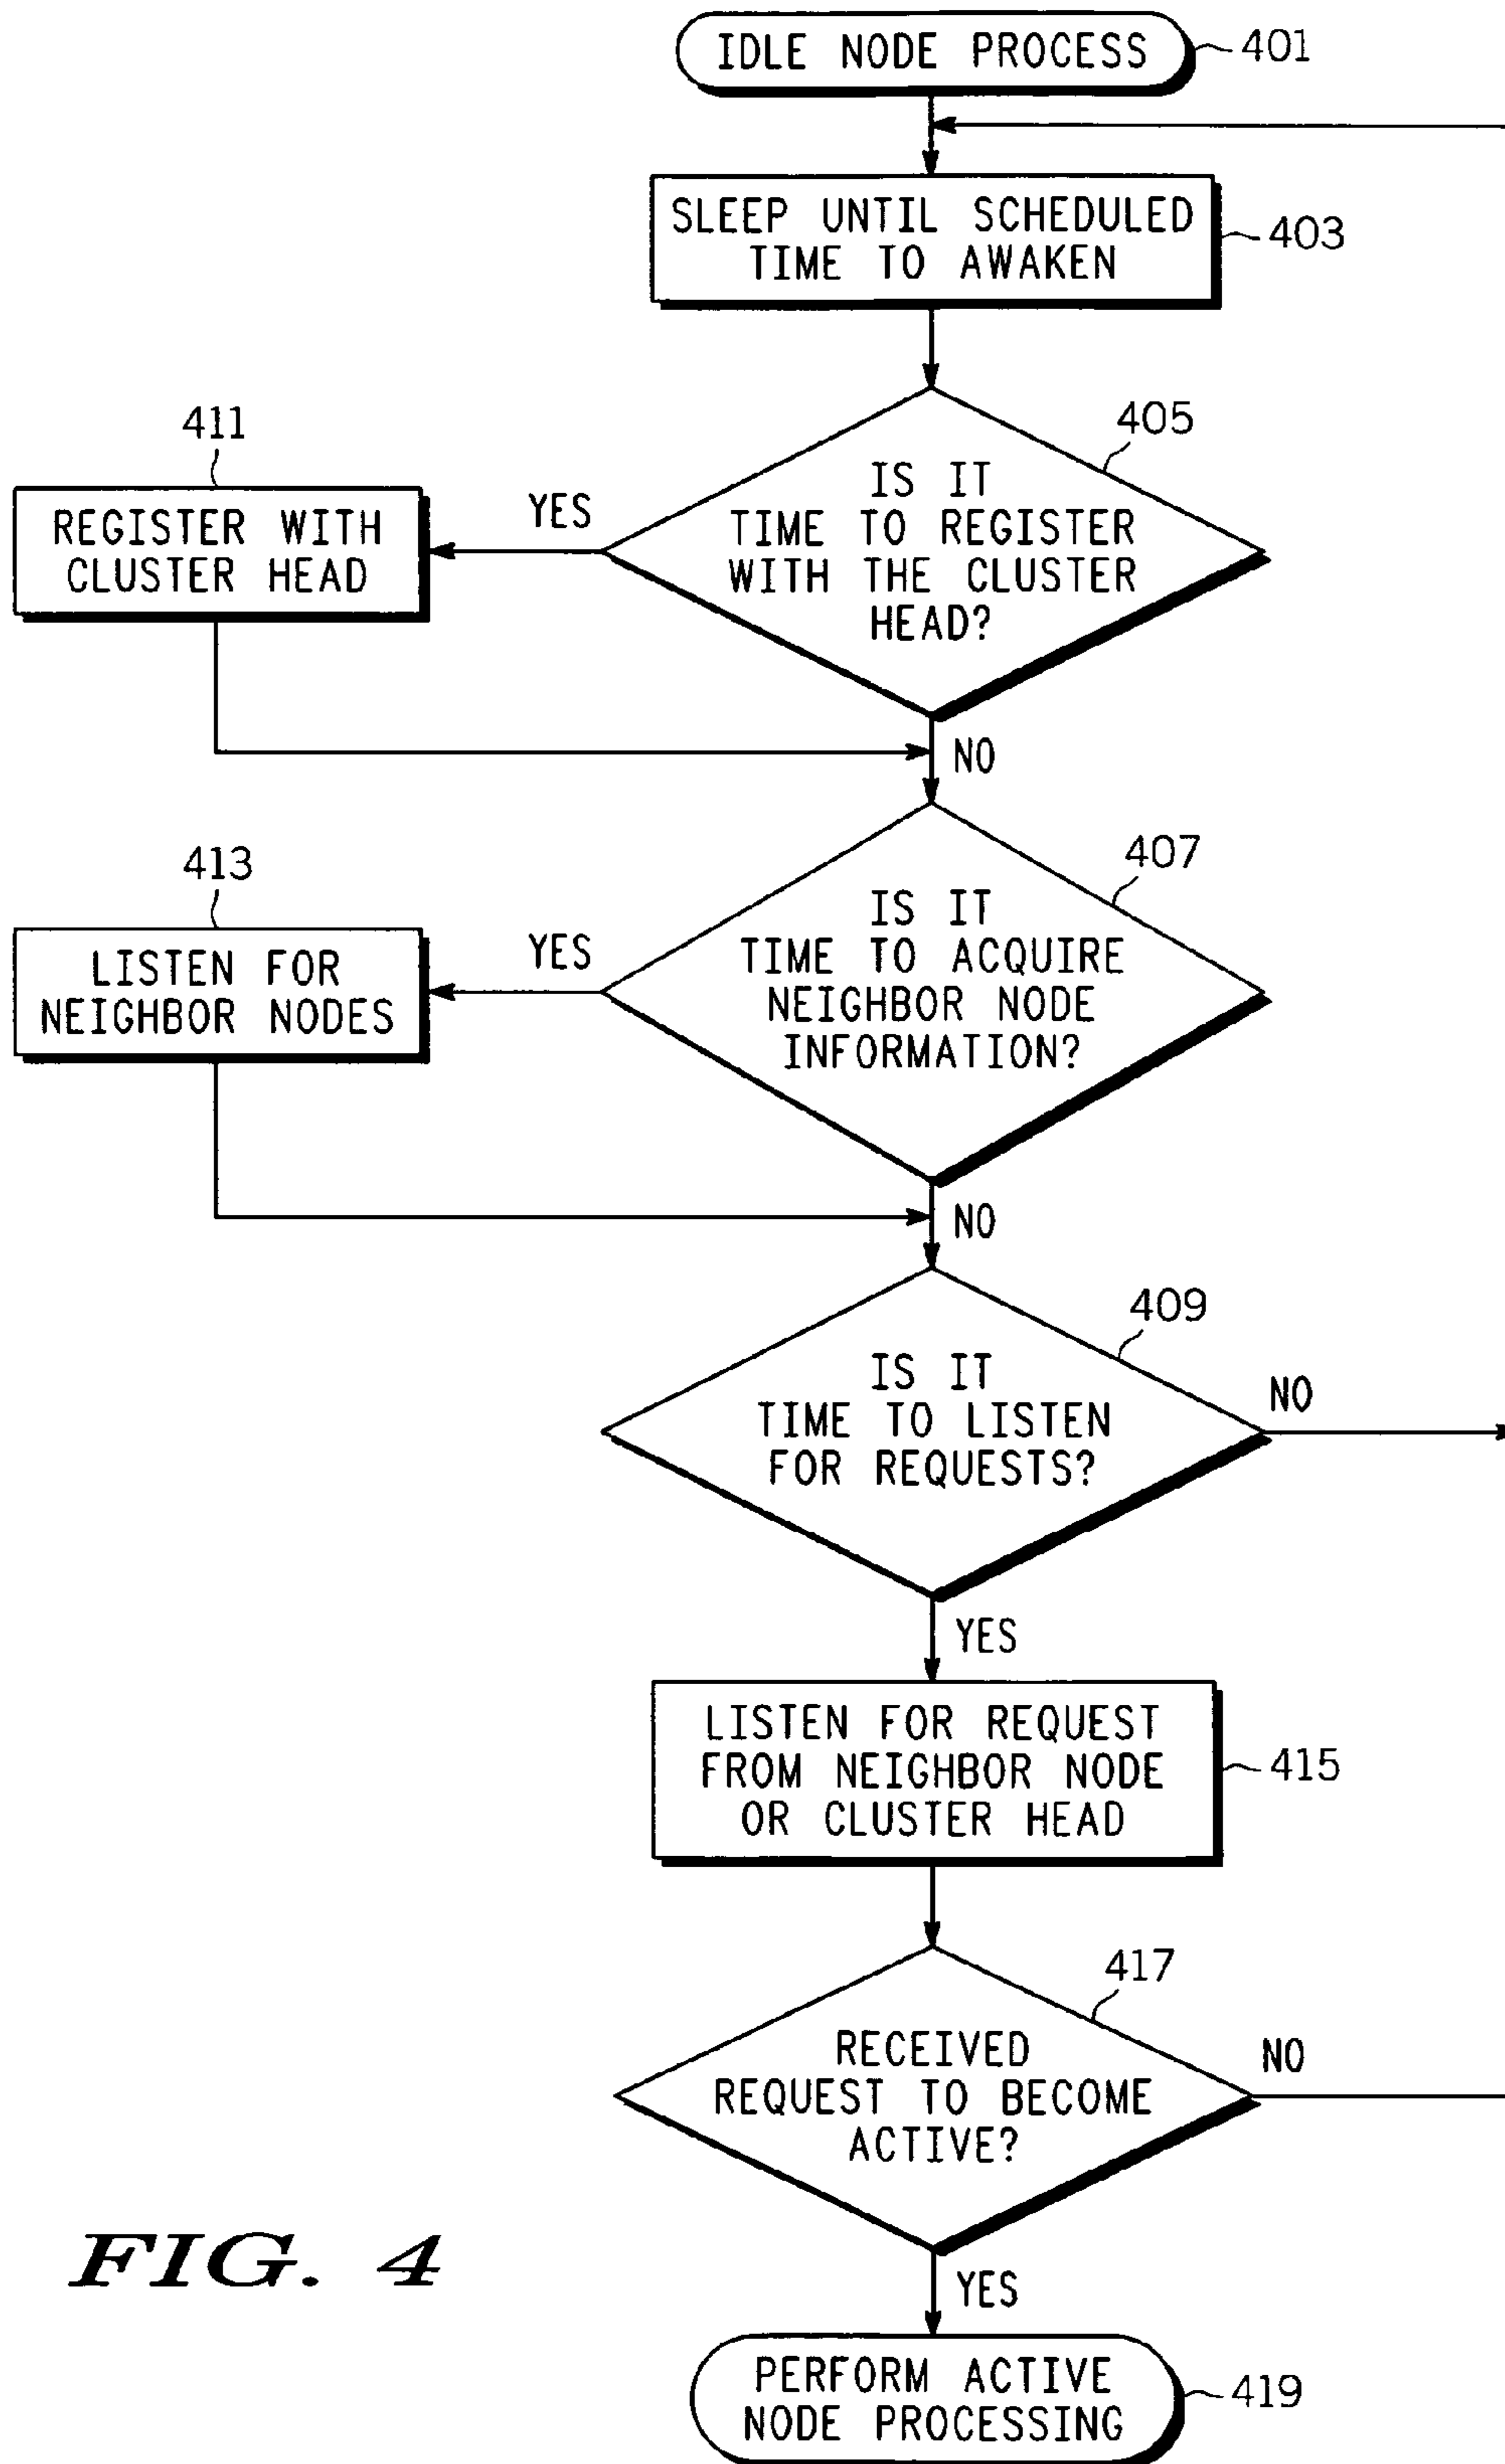 IDLE NODE PROCESS
401
SLEEP UNTIL SCHEDULED
TIME TO AWAKEN
403
411
405
REGISTER WITH
CLUSTER HEAD
YES
IS IT
TIME TO REGISTER
WITH THE CLUSTER
HEAD?
NO
413
407
LISTEN FOR
NEIGHBOR NODES
YES
IS IT
TIME TO ACQUIRE
NEIGHBOR NODE
INFORMATION?
NO
409
IS IT
TIME TO LISTEN
FOR REQUESTS?
NO
YES
LISTEN FOR REQUEST
FROM NEIGHBOR NODE
OR CLUSTER HEAD
415
417
RECEIVED
REQUEST TO BECOME
ACTIVE?
NO
FIG. 4
YES
PERFORM ACTIVE
NODE PROCESSING
419